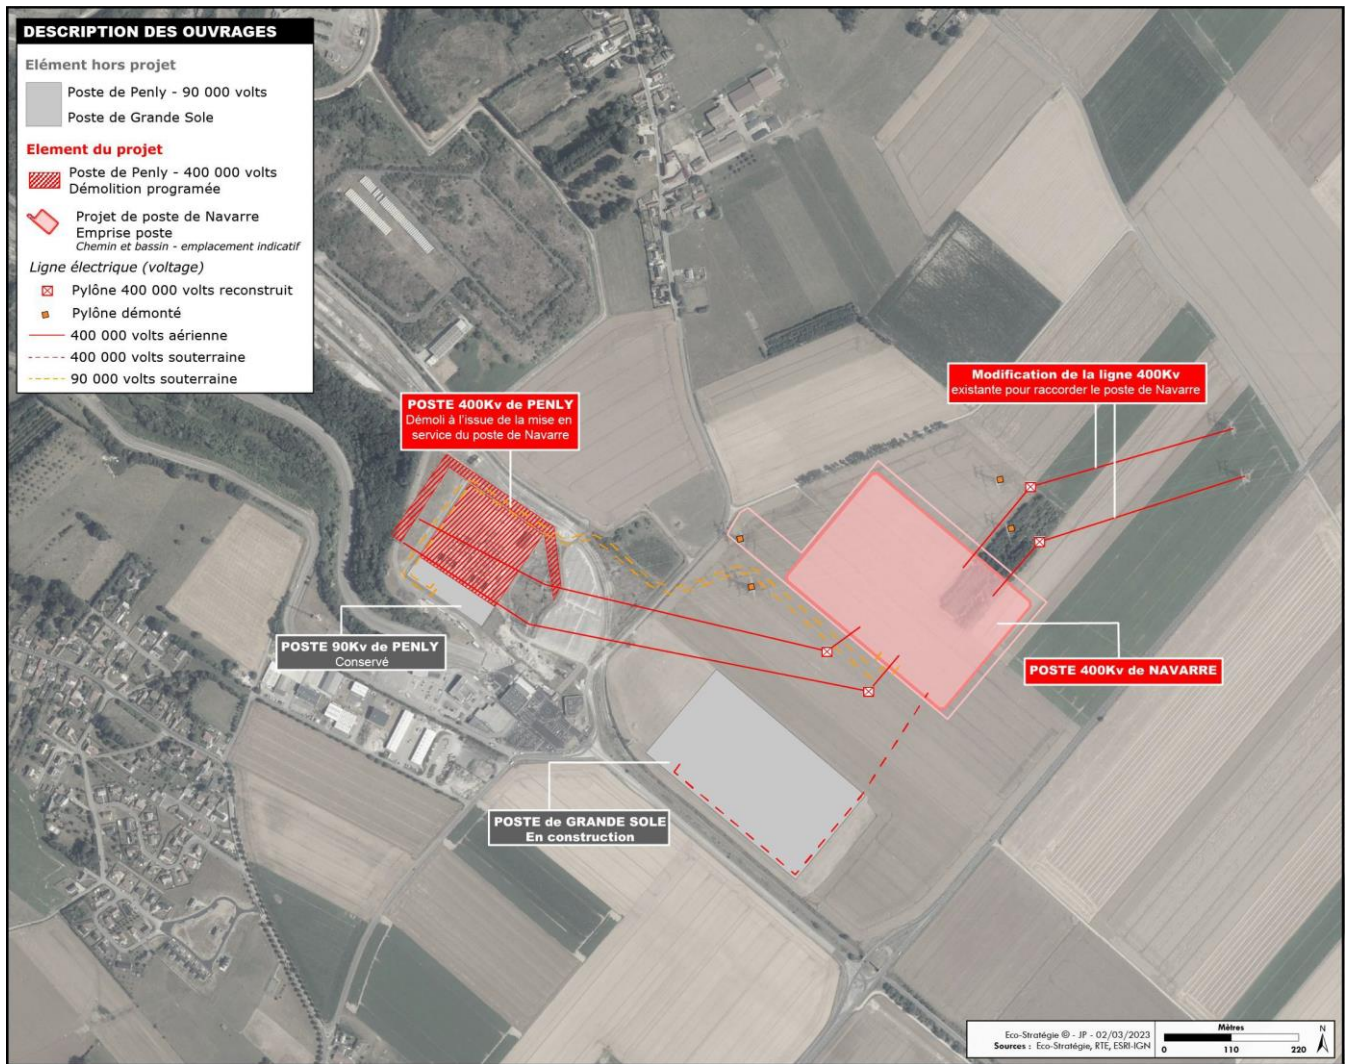 DESCRIPTION DES OUVRAGES
Elément hors projet
Poste de Penly - 90 000 volts
Poste de Grande Sole
Element du projet
Poste de Penly - 400 000 volts
Démolition programée
Projet de poste de Navarre
Emprise poste
Chemin et bassin - emplacement indicatif
Ligne électrique (voltage)
Pylône 400 000 volts reconstruit
Pylône démonté
400 000 volts aérienne
400 000 volts souterraine
90 000 volts souterraine
Modification de la ligne 400Kv
existante pour raccorder le poste de Navarre
POSTE 400Kv de PENLY
Démoli à l'issue de la mise en
service du poste de Navarre
POSTE 90Kv de PENLY
Conservé
POSTE 400Kv de NAVARRE
POSTE de GRANDE SOLE
En construction
Eco-Stratégie © - JP - 02/03/2023
Sources : Eco-Stratégie, RTE, ESRI-IGN
Mètres
0 110 220
N